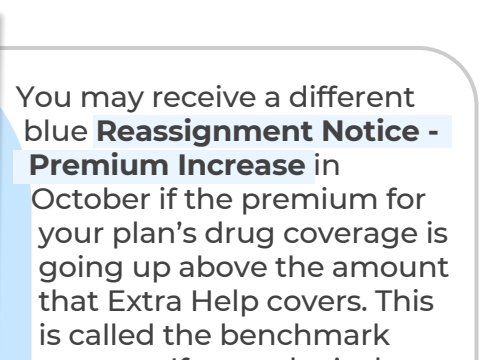 You may receive a different
blue Reassignment Notice -
Premium Increase in
October if the premium for
your plan’s drug coverage is
going up above the amount
that Extra Help covers. This
is called the benchmark